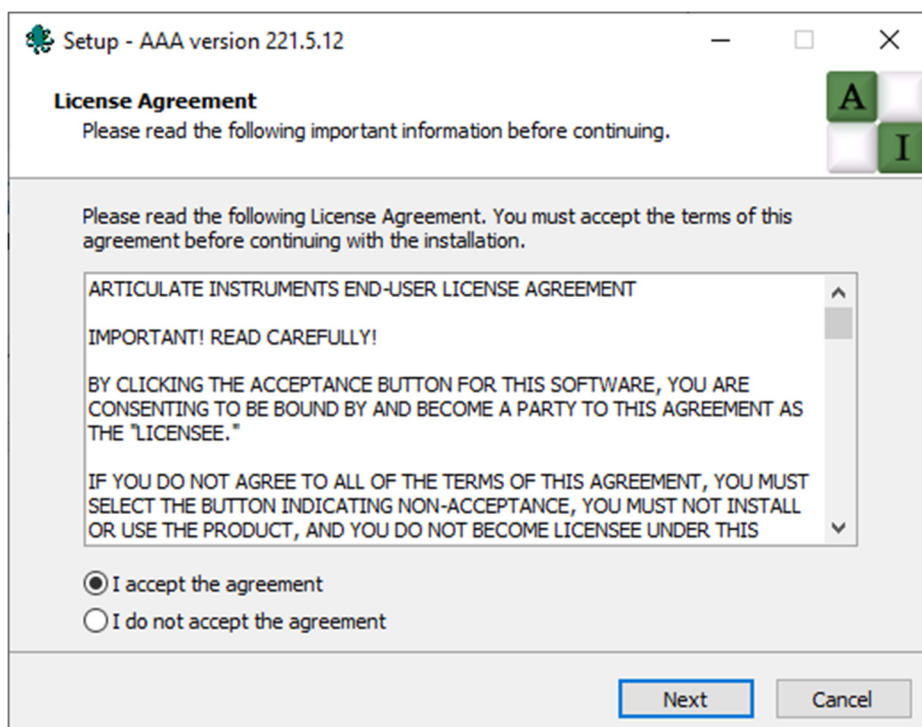 Setup - AAA version 221.5.12
License Agreement
Please read the following important information before continuing.
A
I
Please read the following License Agreement. You must accept the terms of this
agreement before continuing with the installation.
ARTICULATE INSTRUMENTS END-USER LICENSE AGREEMENT
IMPORTANT! READ CAREFULLY!
BY CLICKING THE ACCEPTANCE BUTTON FOR THIS SOFTWARE, YOU ARE
CONSENTING TO BE BOUND BY AND BECOME A PARTY TO THIS AGREEMENT AS
THE "LICENSEE."
IF YOU DO NOT AGREE TO ALL OF THE TERMS OF THIS AGREEMENT, YOU MUST
SELECT THE BUTTON INDICATING NON-ACCEPTANCE, YOU MUST NOT INSTALL
OR USE THE PRODUCT, AND YOU DO NOT BECOME LICENSEE UNDER THIS
I accept the agreement
I do not accept the agreement
Next
Cancel